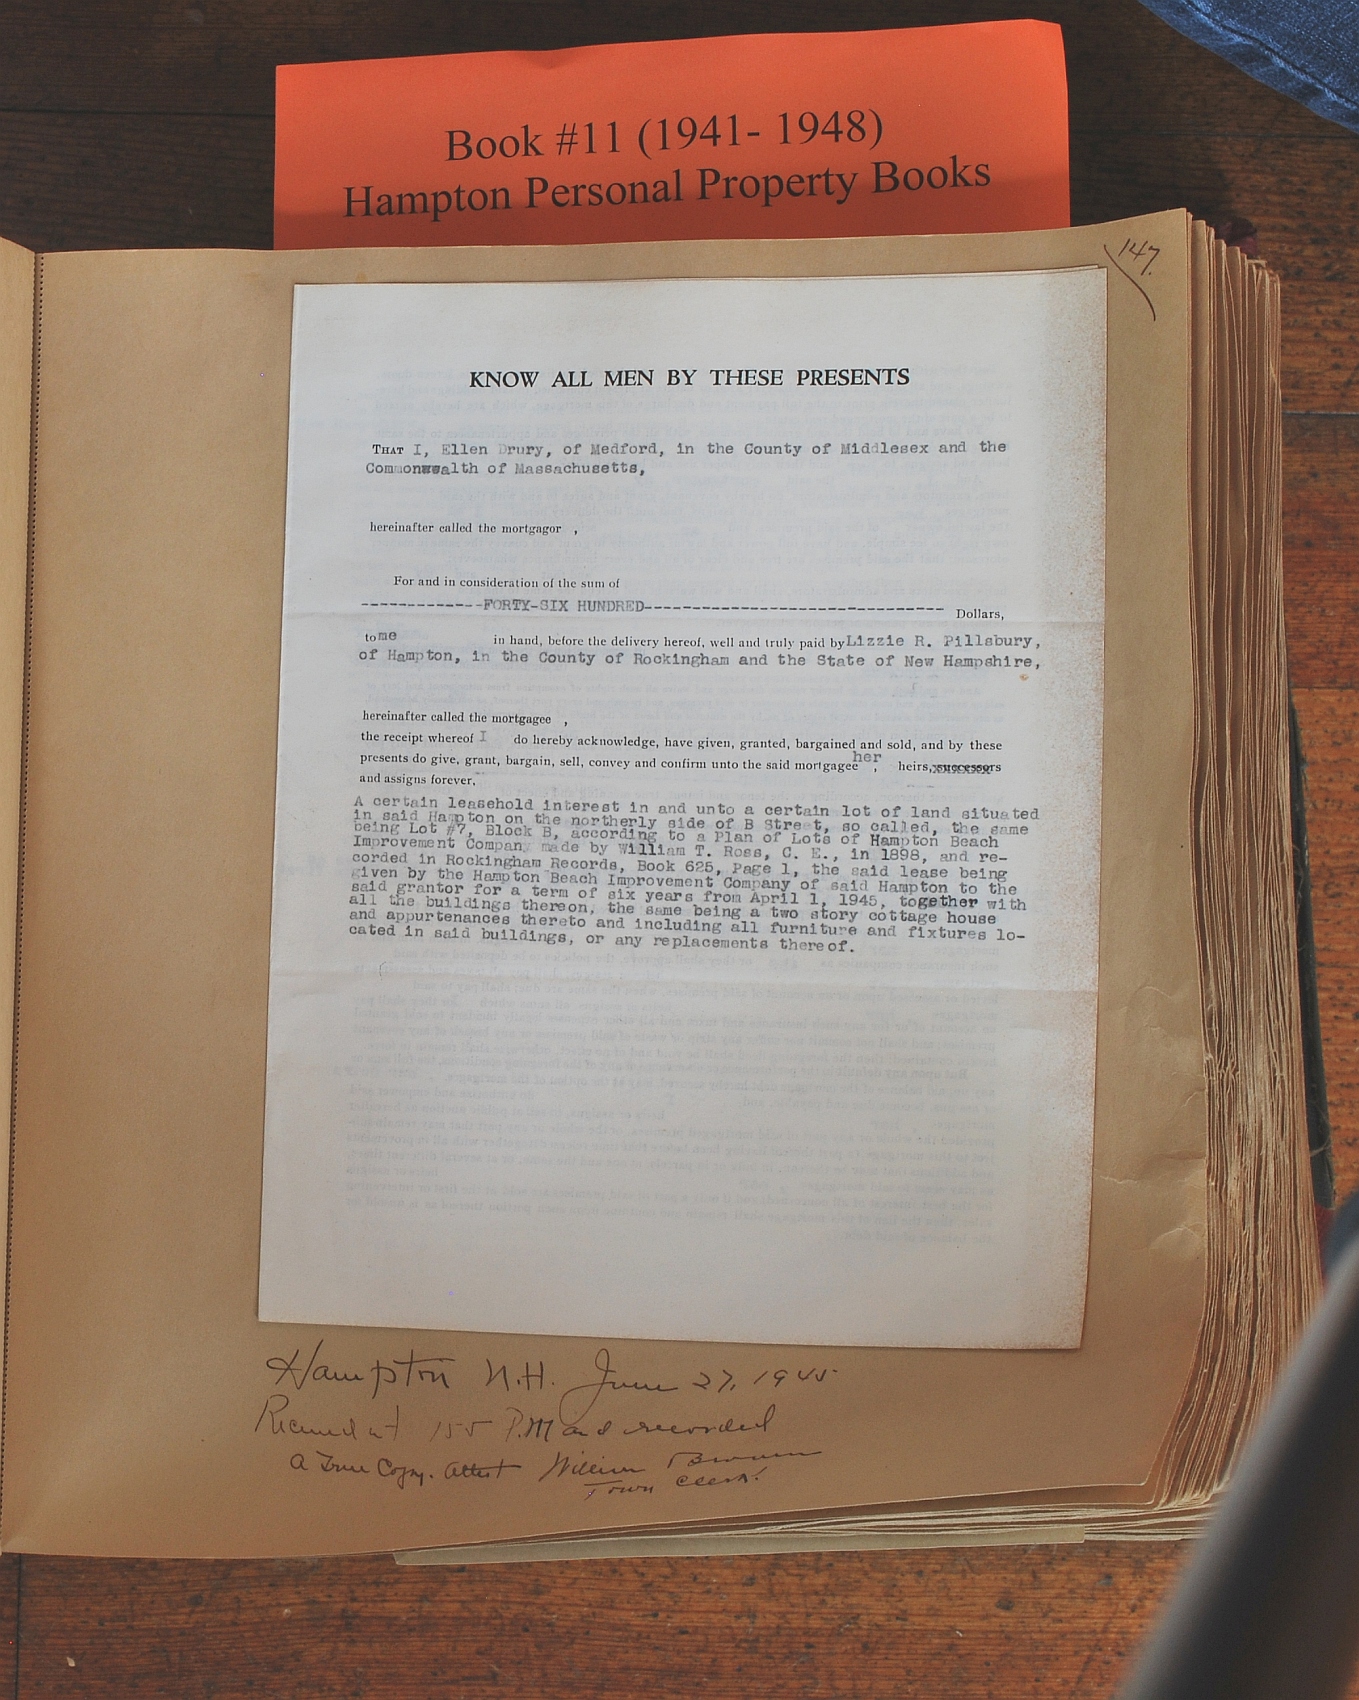 Book #11 (1941- 1948)
Hampton Personal Property Books
147.
KNOW ALL MEN BY THESE PRESENTS
THAT I, Ellen Drury, of Medford, in the County of Middlesex and the
Commonwealth of Massachusetts,
hereinafter called the mortgagor ,
For and in consideration of the sum of
-------------FORTY-SIX HUNDRED-------------------------------- Dollars,
to me in hand, before the delivery hereof, well and truly paid by Lizzie R. Pillsbury,
of Hampton, in the County of Rockingham and the State of New Hampshire,
hereinafter called the mortgagee ,
the receipt whereof I do hereby acknowledge, have given, granted, bargained and sold, and by these
presents do give, grant, bargain, sell, convey and confirm unto the said mortgagee , her heirs, successors
and assigns forever,
A certain leasehold interest in and unto a certain lot of land situated
in said Hampton on the northerly side of B Street, so called, the same
being Lot #7, Block B, according to a Plan of Lots of Hampton Beach
Improvement Company made by William T. Ross, C. E., in 1898, and re-
corded in Rockingham Records, Book 625, Page 1, the said lease being
given by the Hampton Beach Improvement Company of said Hampton to the
said grantor for a term of six years from April 1, 1945, together with
all the buildings thereon, the same being a two story cottage house
and appurtenances thereto and including all furniture and fixtures lo-
cated in said buildings, or any replacements thereof.
Hampton N.H. June 27, 1945
Received at 155 P.M and recorded
A True Copy. Attest William Brown
Town Clerk.